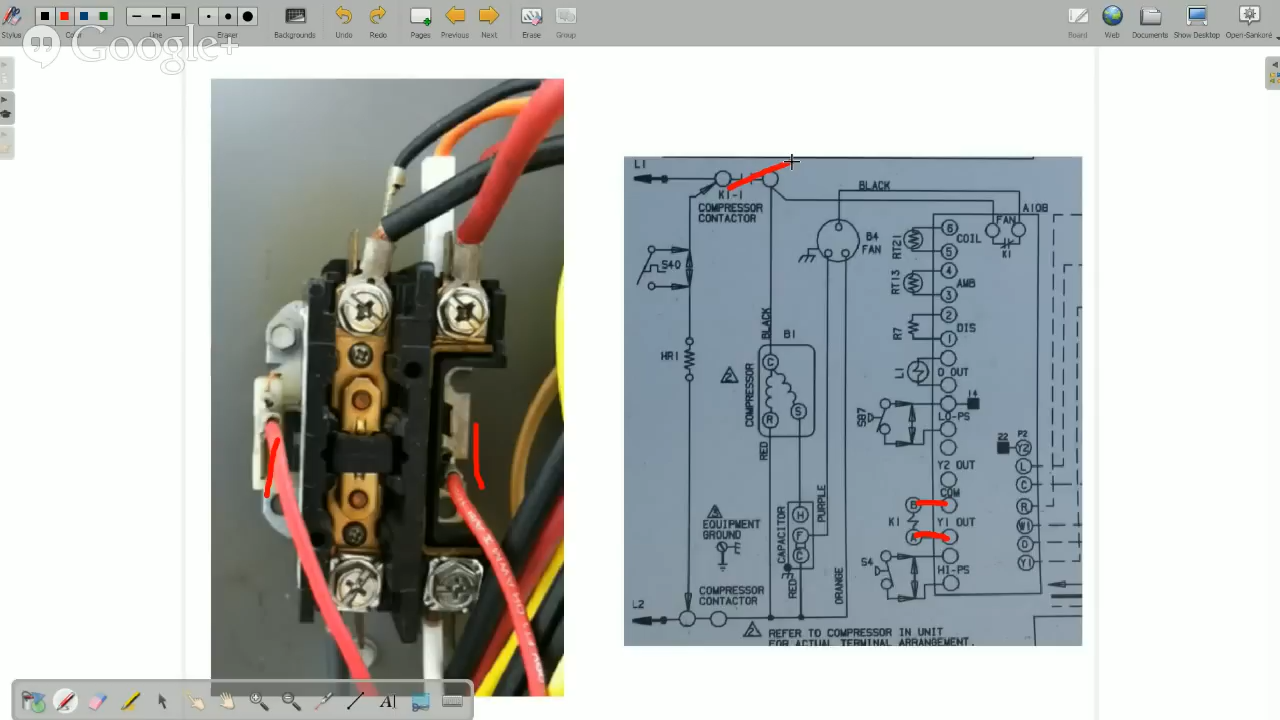 Stylus
Color
Line
Eraser
Backgrounds
Undo
Redo
Pages
Previous
Next
Erase
Group
Board
Web
Documents
Show Desktop
Open-Sankoré
Google+
L1
K1-1
COMPRESSOR
CONTACTOR
BLACK
A108
FAN
K1
B4
FAN
S40
RT21
6
COIL
5
RT13
4
AMB
3
R7
2
DIS
1
BLACK
B1
HR1
2
COMPRESSOR
C
R
S
L1
D OUT
14
S87
LO-PS
RED
22
P2
Y2
Y2 OUT
L
C
COM
B
R
K1
Y1 OUT
A
W1
D
Y1
S4
HI-PS
3
EQUIPMENT
GROUND
CAPACITOR
H
F
C
PURPLE
RED
ORANGE
COMPRESSOR
CONTACTOR
L2
2
REFER TO COMPRESSOR IN UNIT
FOR ACTUAL TERMINAL ARRANGEMENT.